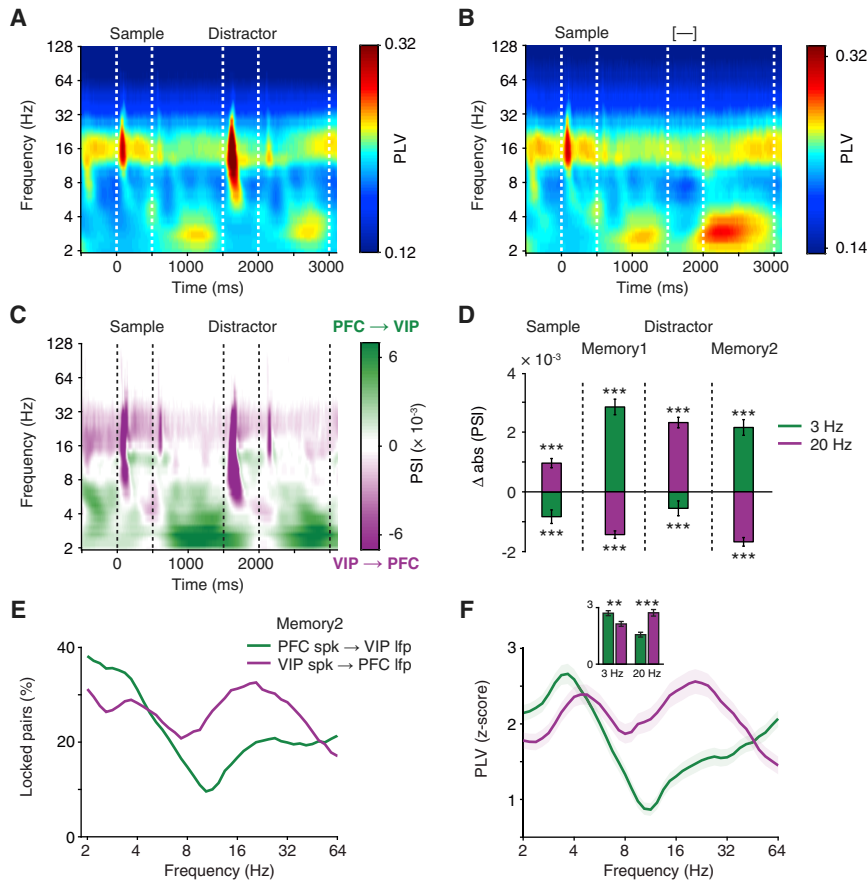 A
Sample
Distractor
128
64
32
16
8
4
2
Frequency (Hz)
0
1000
2000
3000
Time (ms)
0.32
PLV
0.12
B
Sample
[—]
128
64
32
16
8
4
2
Frequency (Hz)
0
1000
2000
3000
Time (ms)
0.32
PLV
0.14
C
Sample
Distractor
PFC → VIP
128
64
32
16
8
4
2
Frequency (Hz)
0
1000
2000
3000
Time (ms)
6
0
-6
PSI (× 10⁻³)
VIP → PFC
D
Sample
Distractor
Memory1
Memory2
× 10⁻³
4
2
0
-2
Δ abs (PSI)
***
***
***
***
***
***
***
***
3 Hz
20 Hz
E
Memory2
PFC spk → VIP lfp
VIP spk → PFC lfp
40
20
0
Locked pairs (%)
2
4
8
16
32
64
Frequency (Hz)
F
3
0
**
***
3 Hz
20 Hz
3
2
1
PLV (z-score)
2
4
8
16
32
64
Frequency (Hz)